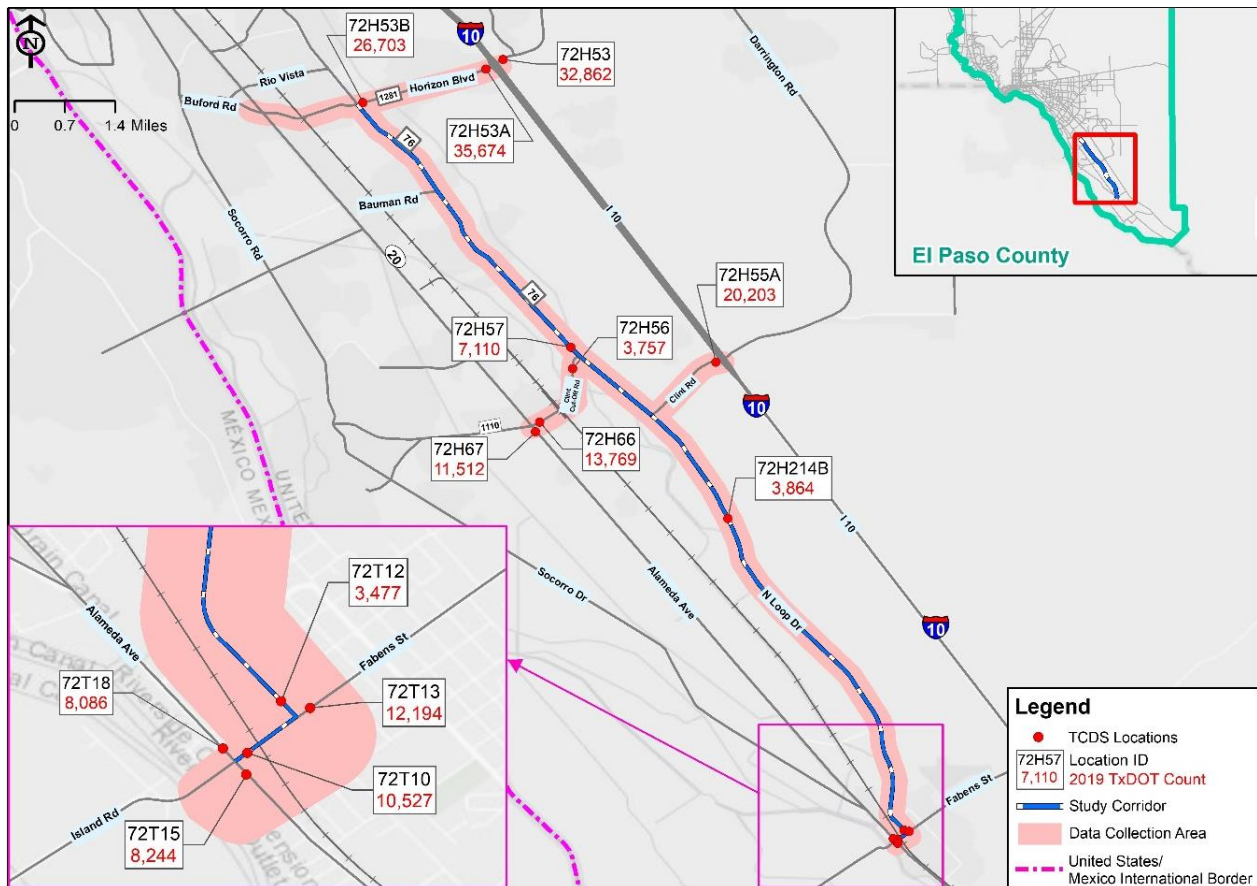 N
0 0.7 1.4 Miles
72H53B
26,703
10
72H53
32,862
Rio Vista
Buford Rd
1281
Horizon Blvd
72H53A
35,674
76
Bauman Rd
Socorro Rd
20
Darrington Rd
I 10
76
72H55A
20,203
72H57
7,110
72H56
3,757
Clint Cut-Off Rd
Clint Rd
10
1110
72H67
11,512
72H66
13,769
72H214B
3,864
MÉXICO
UNITED
I 10
Socorro Dr
Alameda Ave
N Loop Dr
10
Fabens St
El Paso County
72T12
3,477
Alameda Ave
Fabens St
72T18
8,086
72T13
12,194
72T10
10,527
Island Rd
72T15
8,244
Drain Canal
Legend
TCDS Locations
72H57 Location ID
7,110 2019 TxDOT Count
Study Corridor
Data Collection Area
United States/
Mexico International Border